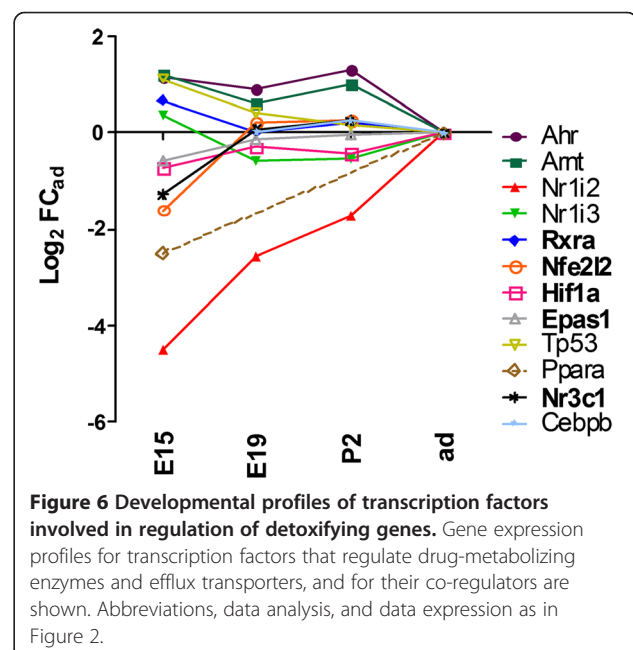 2
0
-2
-4
-6
Log2 FCad
E15
E19
P2
ad
Ahr
Arnt
Nr1i2
Nr1i3
Rxra
Nfe2l2
Hif1a
Epas1
Tp53
Ppara
Nr3c1
Cebpb
Figure 6 Developmental profiles of transcription factors
involved in regulation of detoxifying genes. Gene expression
profiles for transcription factors that regulate drug-metabolizing
enzymes and efflux transporters, and for their co-regulators are
shown. Abbreviations, data analysis, and data expression as in
Figure 2.